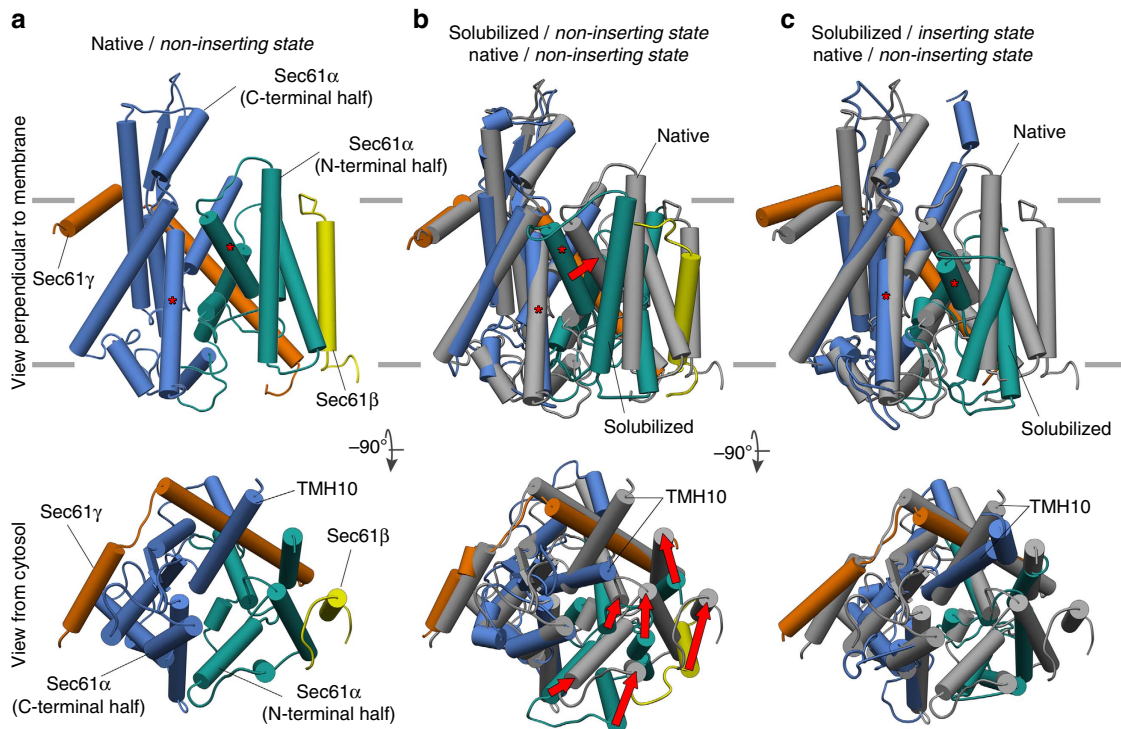 a
Native / non-inserting state
View perpendicular to membrane
Sec61α
(C-terminal half)
Sec61α
(N-terminal half)
Sec61γ
*
*
Sec61β
–90°
View from cytosol
TMH10
Sec61γ
Sec61β
Sec61α
(C-terminal half)
Sec61α
(N-terminal half)
b
Solubilized / non-inserting state
native / non-inserting state
Native
*
*
Solubilized
–90°
TMH10
c
Solubilized / inserting state
native / non-inserting state
Native
*
*
Solubilized
TMH10